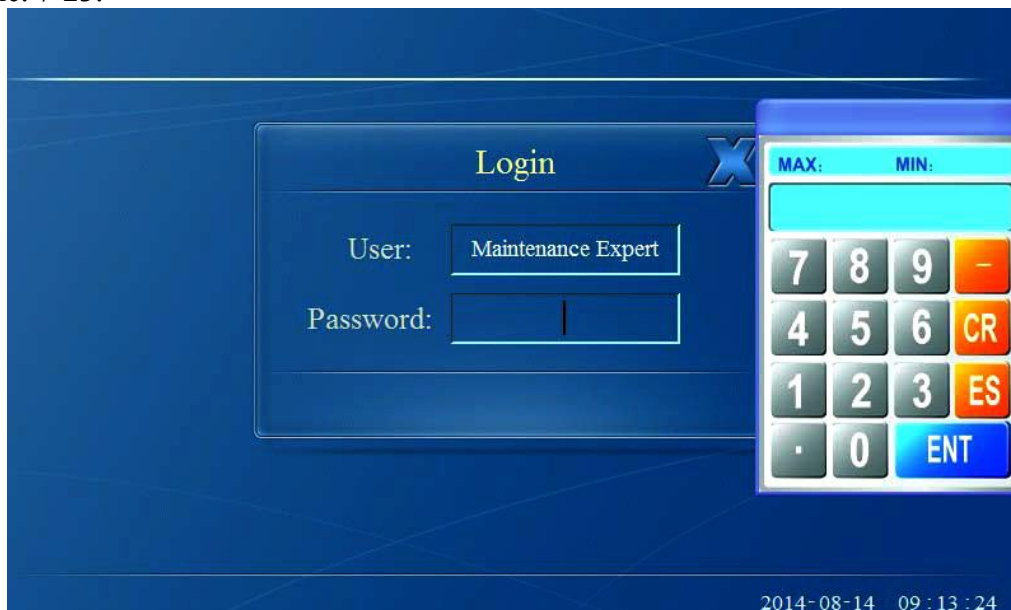 Login X
MAX: MIN:
User: Maintenance Expert
7 8 9 -
Password:
4 5 6 CR
1 2 3 ES
. 0 ENT
2014-08-14 09:13:24